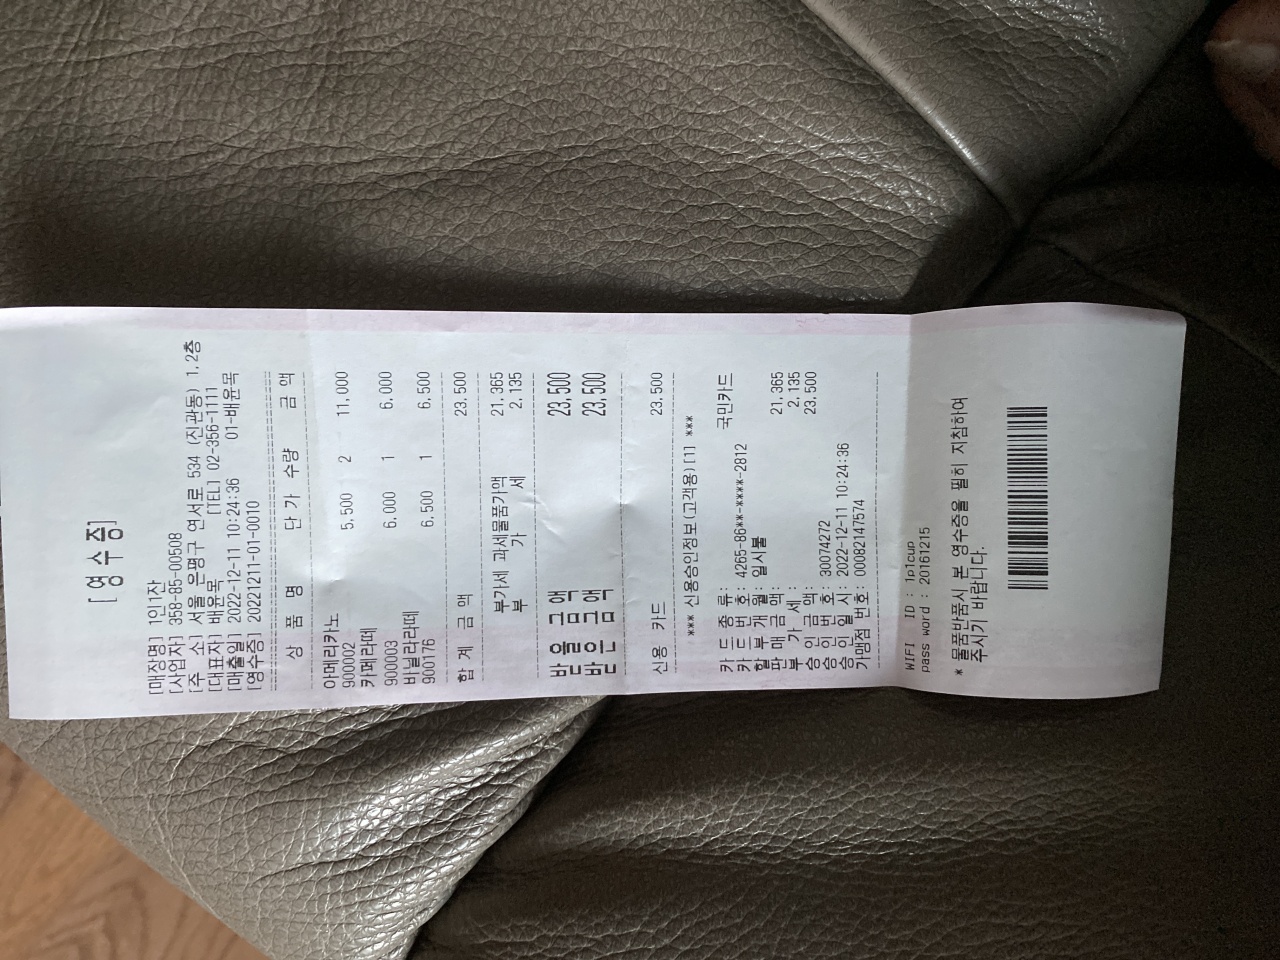 [영수증]
[매장명] 1인1잔
[사업자] 358-85-00508
[주 소] 서울 은평구 연서로 534 (진관동) 1,2층
[대표자] 배윤목 [TEL] 02-356-1111
[매출일] 2022-12-11 10:24:36 01-배윤목
[영수증] 20221211-01-0010
상 품 명 단 가 수량 금 액
아메리카노
900002 5,500 2 11,000
카페라떼
900003 6,000 1 6,000
바닐라라떼
900176 6,500 1 6,500
합 계 금 액 23,500
부가세 과세물품가액 21,365
부 가 세 2,135
받을금액 23,500
받은금액 23,500
신용 카드 23,500
*** 신용승인정보(고객용) [1] ***
카 드 종 류: 국민카드
카 드 번 호: 4265-86**-****-2812
할 부 개 월: 일시불
판 매 금 액: 21,365
부 가 세: 2,135
승 인 금 액: 23,500
승 인 번 호: 30074272
승 인 일 시: 2022-12-11 10:24:36
가맹점 번호: 00082147574
WIFI ID : 1p1cup
pass word : 20161215
* 물품반품시 본 영수증을 필히 지참하여
주시기 바랍니다.